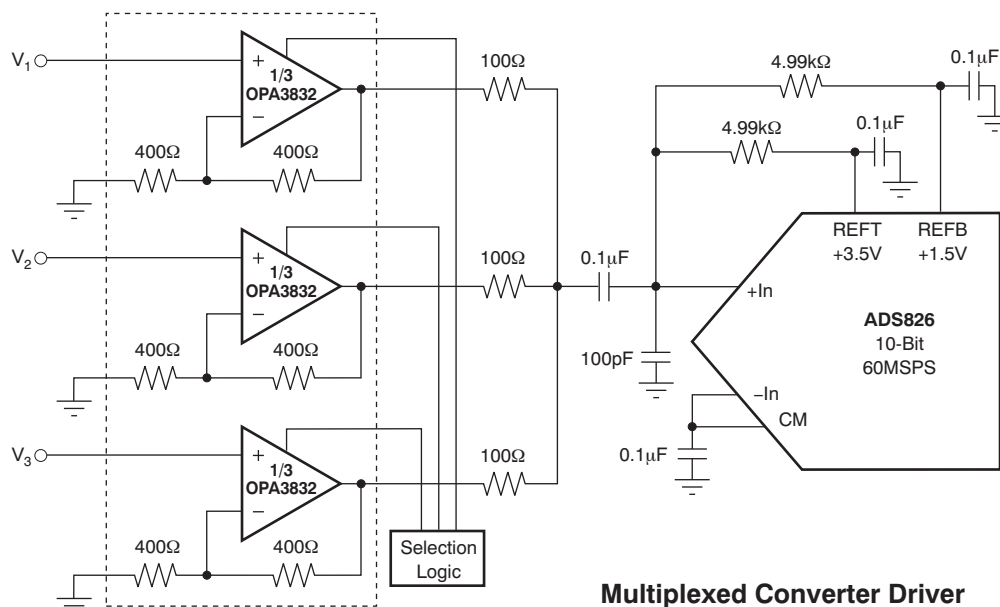 V1
+
1/3
OPA3832
−
400Ω
400Ω
100Ω
V2
+
1/3
OPA3832
−
400Ω
400Ω
100Ω
V3
+
1/3
OPA3832
−
400Ω
400Ω
100Ω
Selection
Logic
0.1μF
100pF
4.99kΩ
0.1μF
4.99kΩ
0.1μF
REFT
+3.5V
REFB
+1.5V
+In
ADS826
10-Bit
60MSPS
−In
CM
0.1μF
Multiplexed Converter Driver